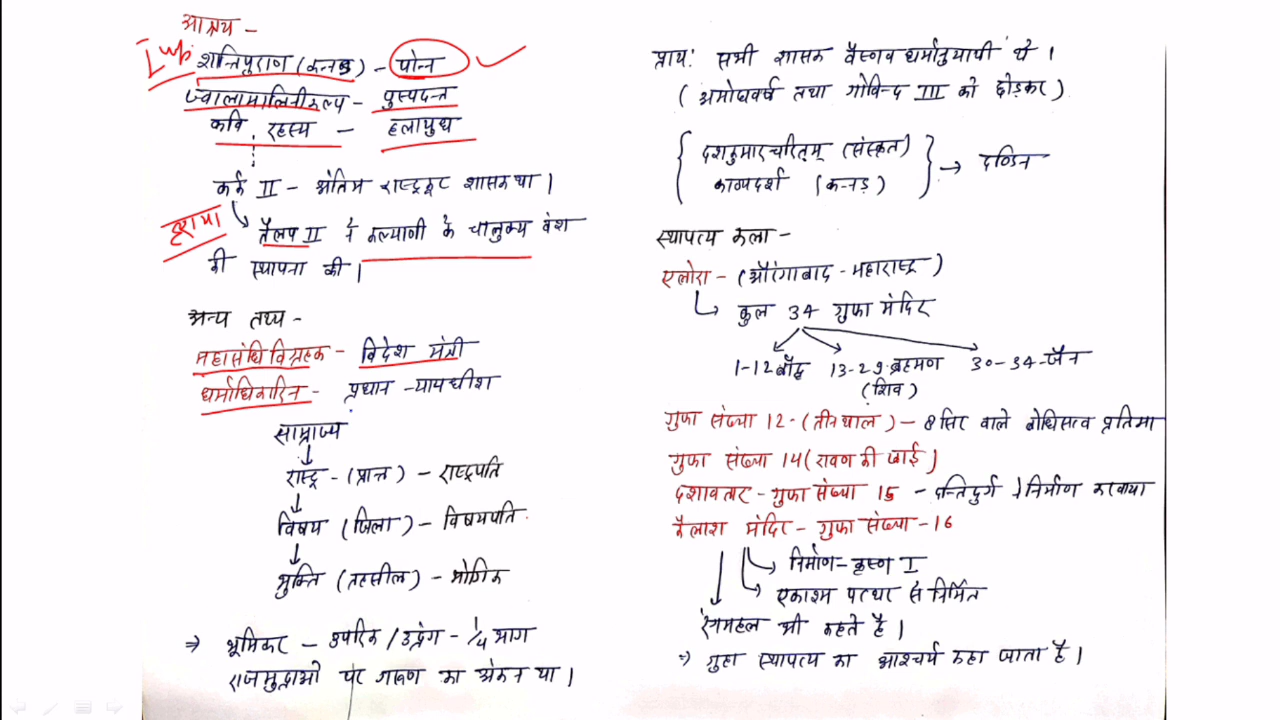 आश्रय -
Imp. शान्तिपुराण (कन्नड़) - पोन्न
ज्वालामालिनीकल्प - पुष्पदन्त
कवि रहस्य - हलायुध
कर्क II - अंतिम राष्ट्रकूट शासक था।
हराया
तैलप II ने कल्याणी के चालुक्य वंश
की स्थापना की।
अन्य तथ्य -
महासंधि विग्रहक - विदेश मंत्री
धर्माधिकारिन - प्रधान न्यायधीश
साम्राज्य
राष्ट्र - (प्रान्त) - राष्ट्रपति
विषय (जिला) - विषयपति
भुक्ति (तहसील) - भोगिक
⇒ भूमिकर - उपरिक / उद्रंग - 1/4 भाग
राजमुद्राओं पर गरूण का अंकन था।
प्रायः सभी शासक वैष्णव धर्मानुयायी थे।
(अमोघवर्ष तथा गोविन्द III को छोड़कर)
{ दशकुमारचरितम् (संस्कृत)
काव्यदर्श (कन्नड़) } → दण्डिन
स्थापत्य कला -
एलोरा - (औरंगाबाद - महाराष्ट्र)
कुल 34 गुफा मंदिर
1-12 बौद्ध 13-29 ब्रह्मण 30-34-जैन
(शिव)
गुफा संख्या 12 - (तीन थाल) - 8 सिर वाले बोधिसत्व प्रतिमा
गुफा संख्या 14 (रावण की खाई)
दशावतार - गुफा संख्या 15 - दन्तिदुर्ग ने निर्माण करवाया
कैलाश मंदिर - गुफा संख्या - 16
निर्माण - कृष्ण I
एकाश्म पत्थर से निर्मित
रंगमहल भी कहते है।
⇒ गुहा स्थापत्य का आश्चर्य कहा जाता है।